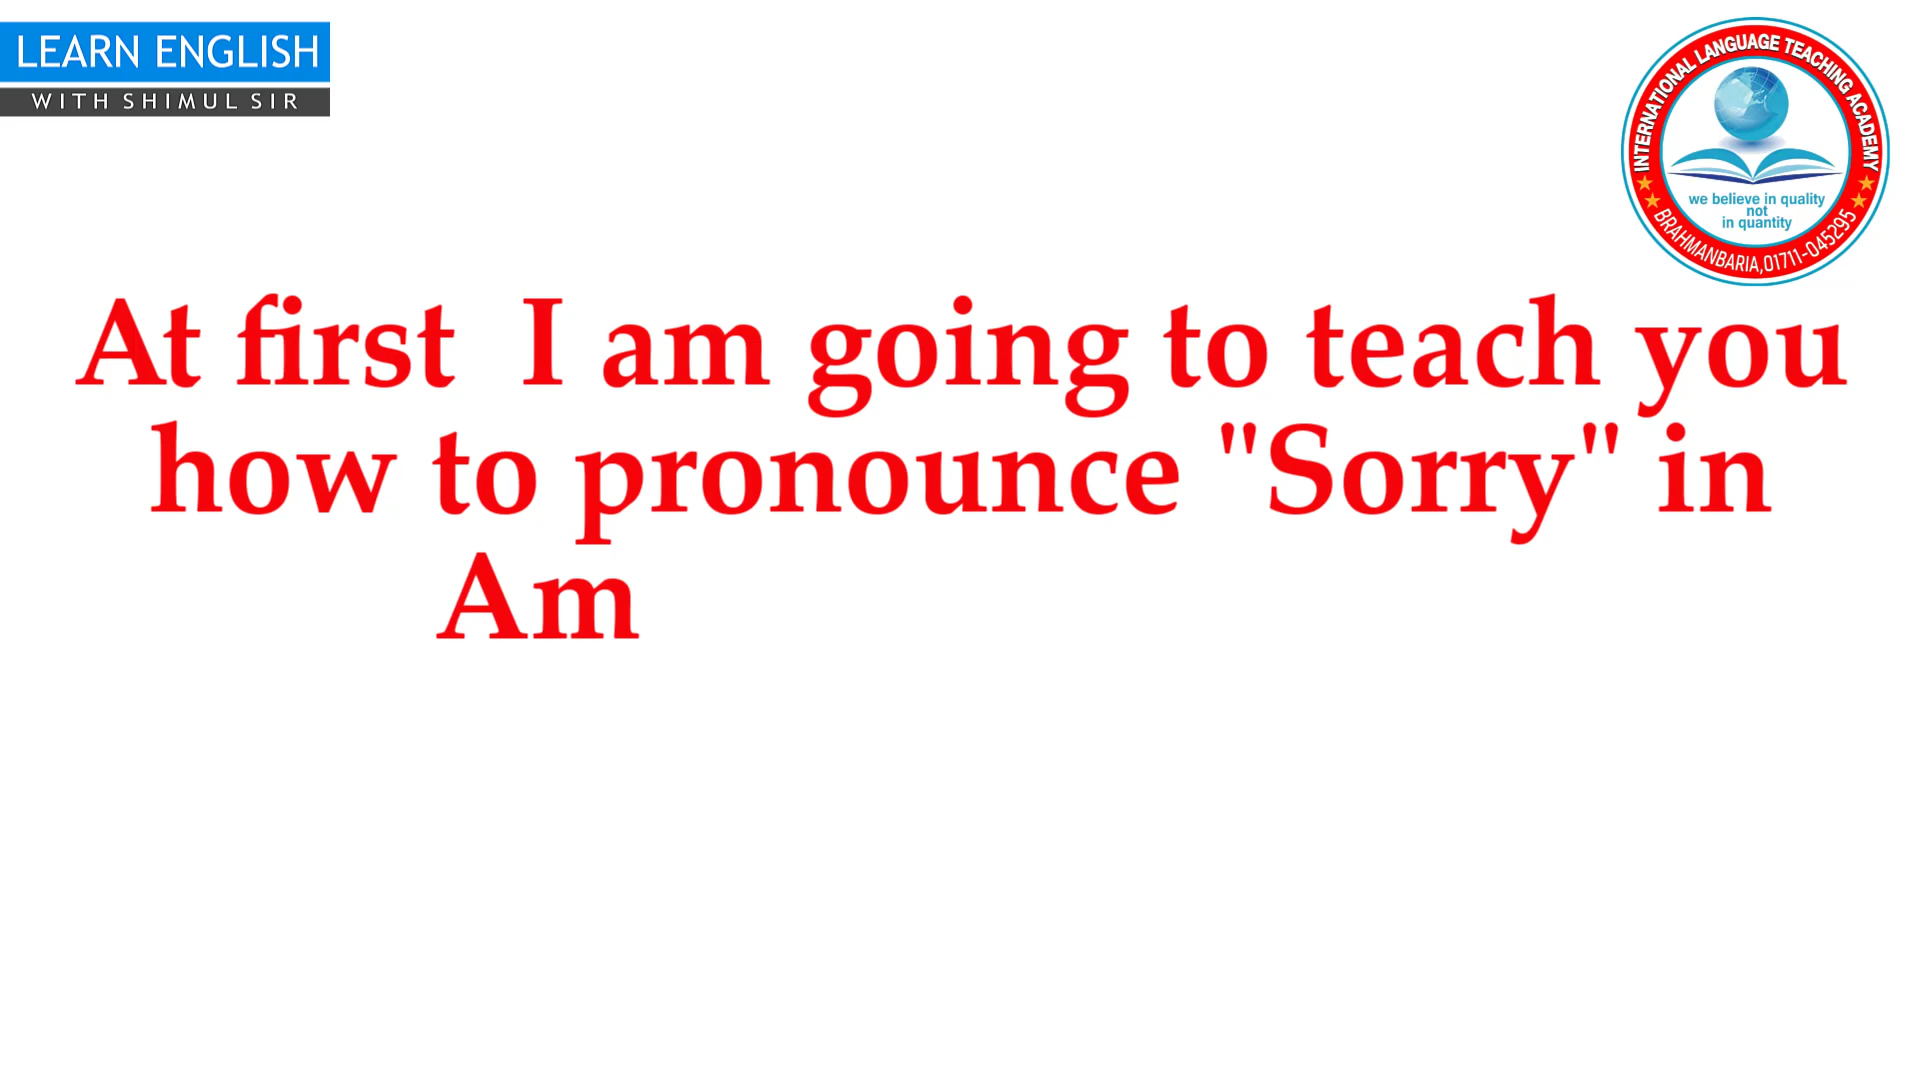 LEARN ENGLISH
WITH SHIMUL SIR
INTERNATIONAL LANGUAGE TEACHING ACADEMY
we believe in quality
not
in quantity
BRAHMANBARIA,01711-045295
At first I am going to teach you
how to pronounce "Sorry" in
Am